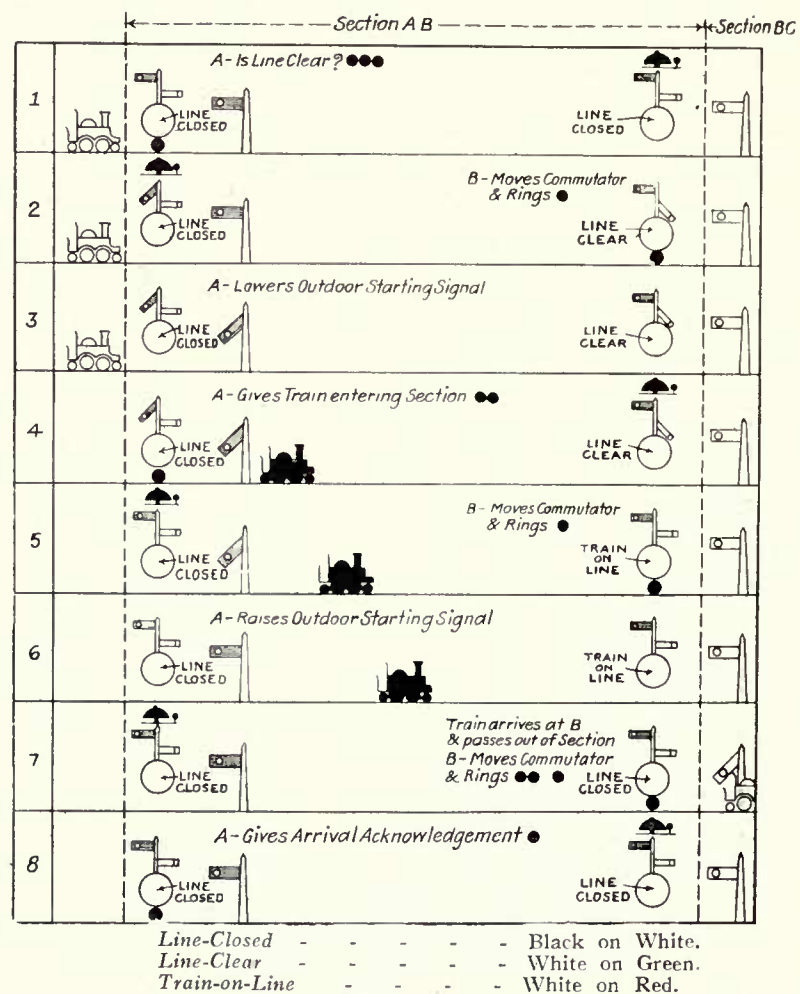 Section A B
Section BC
1
A - Is Line Clear?
LINE
CLOSED
LINE
CLOSED
2
B - Moves Commutator
& Rings
LINE
CLOSED
LINE
CLEAR
3
A - Lowers Outdoor Starting Signal
LINE
CLOSED
LINE
CLEAR
4
A - Gives Train entering Section
LINE
CLOSED
LINE
CLEAR
5
B - Moves Commutator
& Rings
LINE
CLOSED
TRAIN
ON
LINE
6
A - Raises Outdoor Starting Signal
LINE
CLOSED
TRAIN
ON
LINE
7
Train arrives at B
& passes out of Section
B - Moves Commutator
& Rings
LINE
CLOSED
LINE
CLOSED
8
A - Gives Arrival Acknowledgement
LINE
CLOSED
LINE
CLOSED
Line-Closed - - - - - Black on White.
Line-Clear - - - - - White on Green.
Train-on-Line - - - - White on Red.